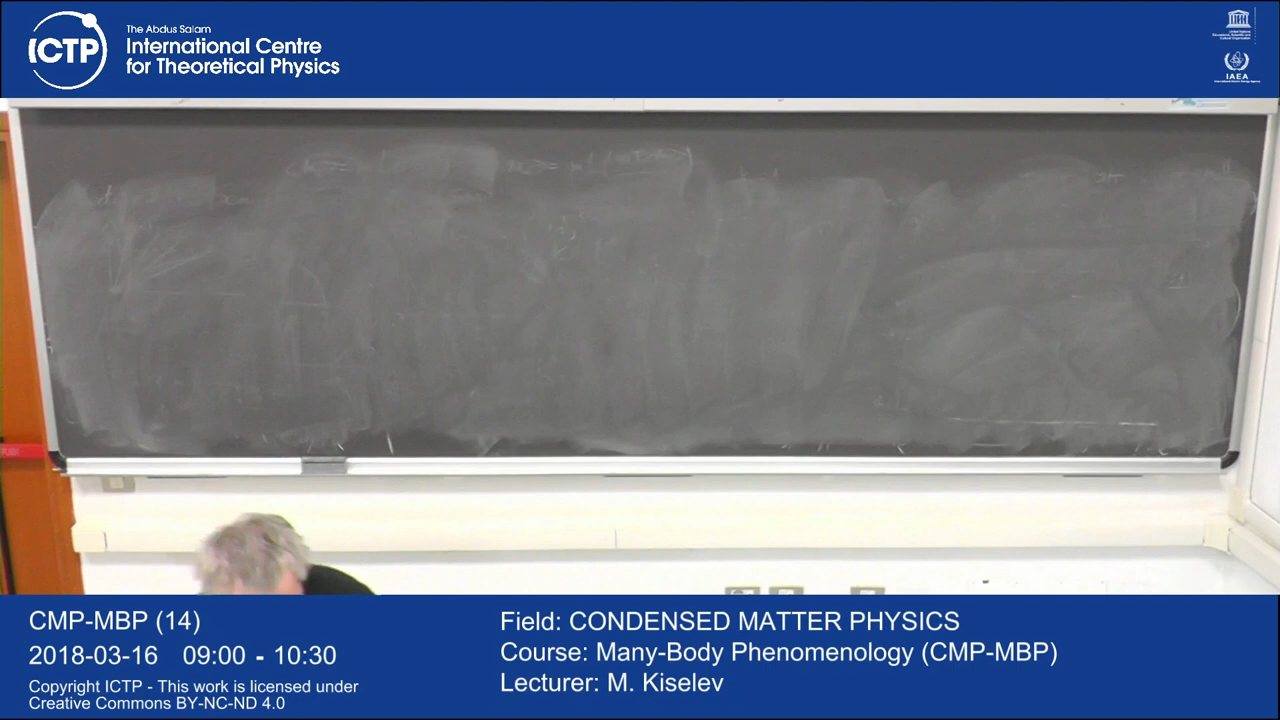 The Abdus Salam
ICTP
International Centre
for Theoretical Physics
IAEA
CMP-MBP (14)
2018-03-16 09:00 - 10:30
Copyright ICTP - This work is licensed under
Creative Commons BY-NC-ND 4.0
Field: CONDENSED MATTER PHYSICS
Course: Many-Body Phenomenology (CMP-MBP)
Lecturer: M. Kiselev